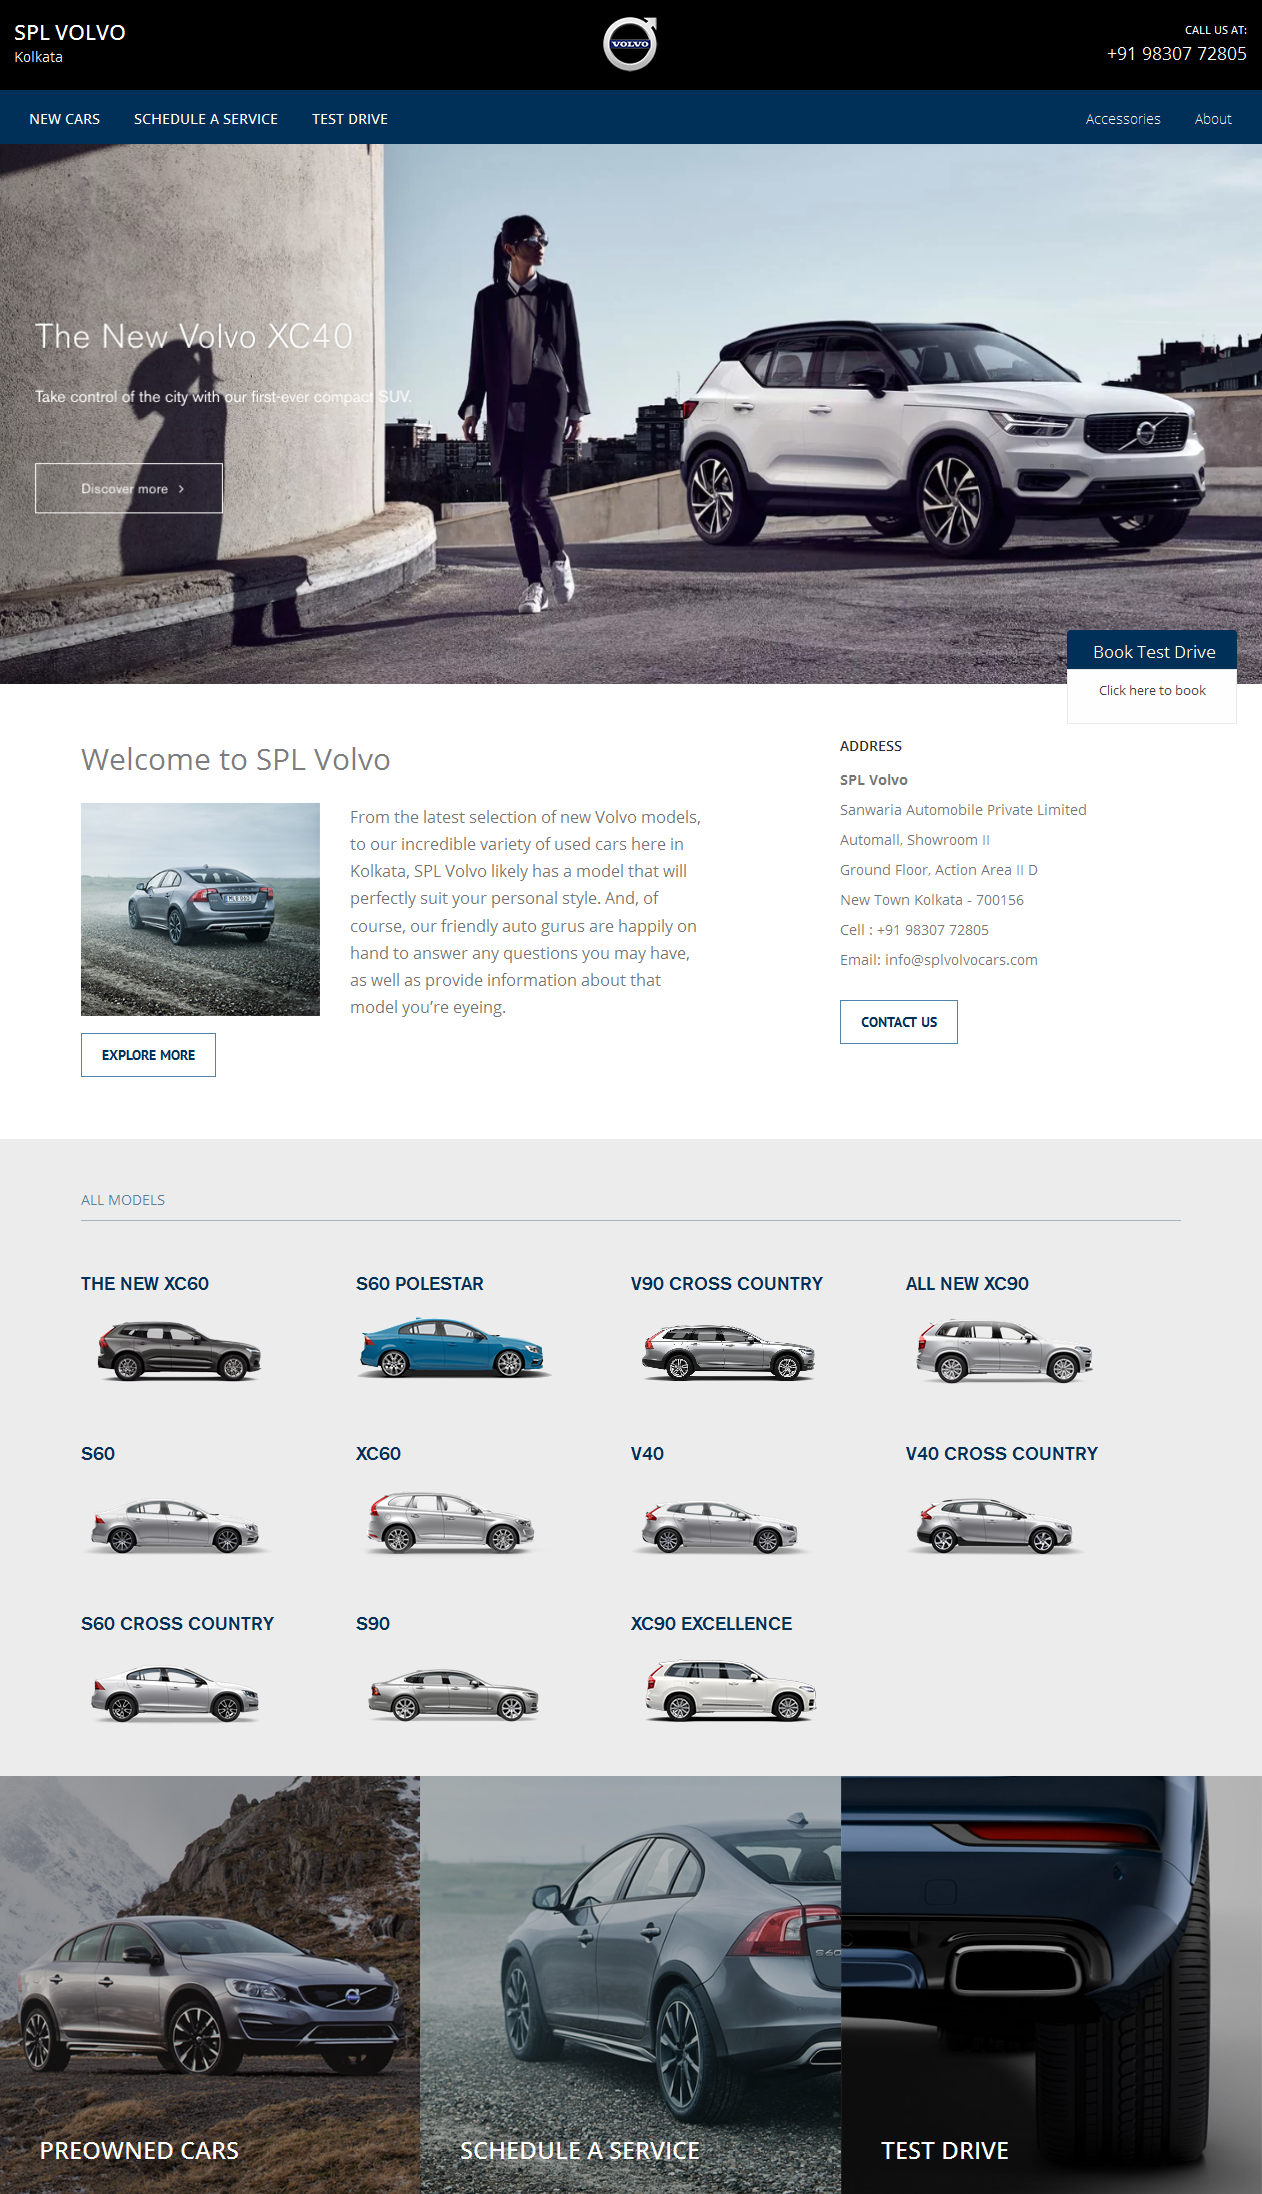 SPL VOLVO
Kolkata
VOLVO
CALL US AT:
+91 98307 72805
NEW CARS
SCHEDULE A SERVICE
TEST DRIVE
Accessories
About
The New Volvo XC40
Take control of the city with our first-ever compact SUV.
Discover more >
Book Test Drive
Click here to book
Welcome to SPL Volvo
From the latest selection of new Volvo models,
to our incredible variety of used cars here in
Kolkata, SPL Volvo likely has a model that will
perfectly suit your personal style. And, of
course, our friendly auto gurus are happily on
hand to answer any questions you may have,
as well as provide information about that
model you’re eyeing.
EXPLORE MORE
ADDRESS
SPL Volvo
Sanwaria Automobile Private Limited
Automall, Showroom II
Ground Floor, Action Area II D
New Town Kolkata - 700156
Cell : +91 98307 72805
Email: info@splvolvocars.com
CONTACT US
ALL MODELS
THE NEW XC60
S60 POLESTAR
V90 CROSS COUNTRY
ALL NEW XC90
S60
XC60
V40
V40 CROSS COUNTRY
S60 CROSS COUNTRY
S90
XC90 EXCELLENCE
S60
PREOWNED CARS
SCHEDULE A SERVICE
TEST DRIVE